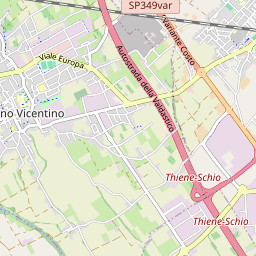 SP349var
Variante Costo
Viale Europa
Autostrada della Valdastico
no Vicentino
Thiene-Schio
Thiene-Schio